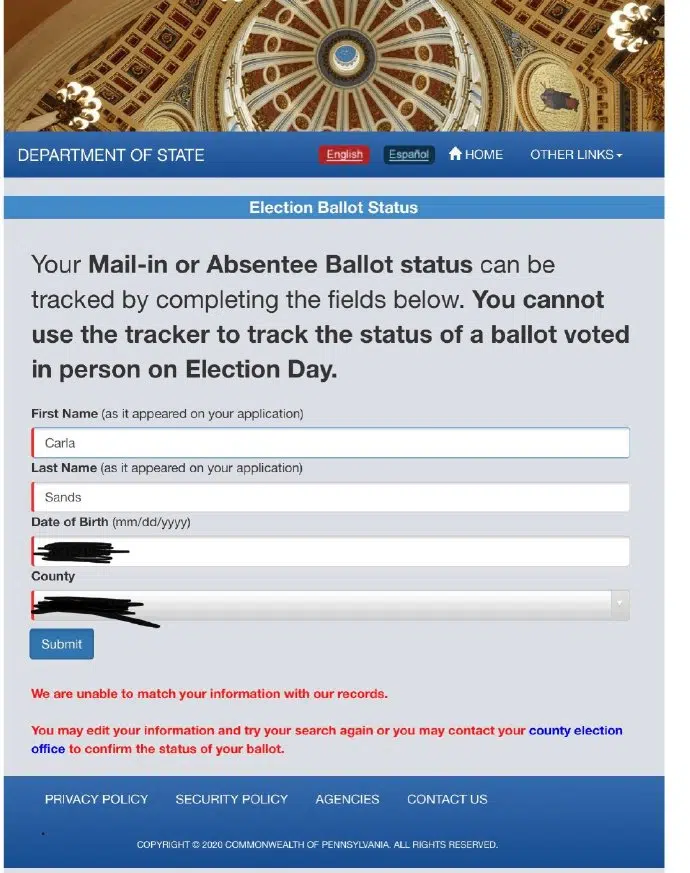 DEPARTMENT OF STATE English Español HOME OTHER LINKS
Election Ballot Status
Your Mail-in or Absentee Ballot status can be
tracked by completing the fields below. You cannot
use the tracker to track the status of a ballot voted
in person on Election Day.
First Name (as it appeared on your application)
Carla
Last Name (as it appeared on your application)
Sands
Date of Birth (mm/dd/yyyy)
County
Submit
We are unable to match your information with our records.
You may edit your information and try your search again or you may contact your county election
office to confirm the status of your ballot.
PRIVACY POLICY SECURITY POLICY AGENCIES CONTACT US
COPYRIGHT © 2020 COMMONWEALTH OF PENNSYLVANIA. ALL RIGHTS RESERVED.